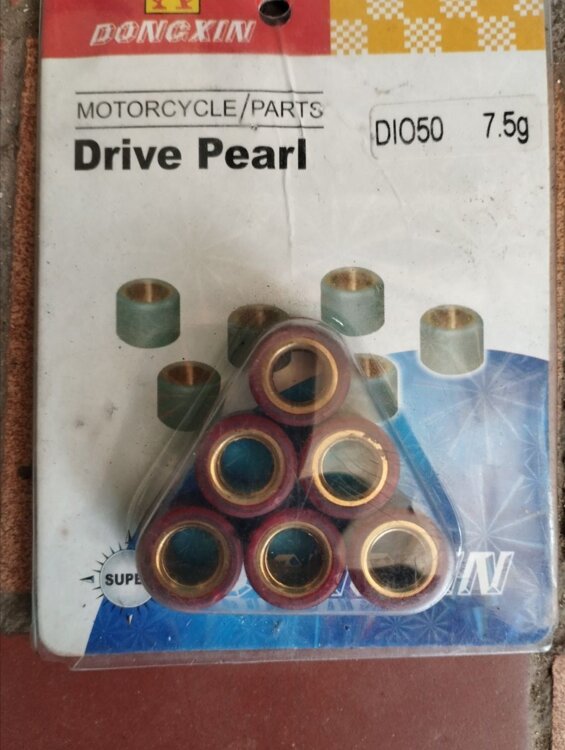 DONGXIN
MOTORCYCLE/PARTS
Drive Pearl
DIO50 7.5g